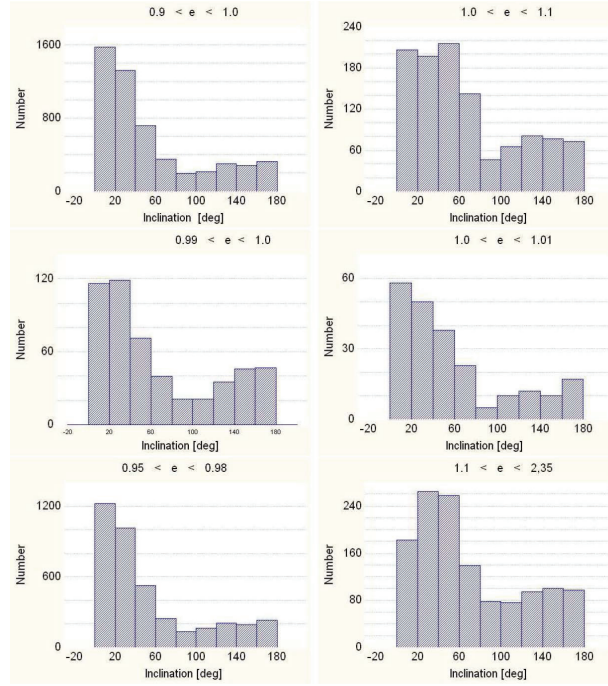 0.9 < e < 1.0
1600
800
0
Number
-20 20 60 100 140 180
Inclination [deg]
1.0 < e < 1.1
240
180
120
60
0
Number
-20 20 60 100 140 180
Inclination [deg]
0.99 < e < 1.0
120
60
0
Number
-20 20 60 100 140 180
Inclination [deg]
1.0 < e < 1.01
60
30
0
Number
-20 20 60 100 140 180
Inclination [deg]
0.95 < e < 0.98
1200
600
0
Number
-20 20 60 100 140 180
Inclination [deg]
1.1 < e < 2,35
240
160
80
0
Number
-20 20 60 100 140 180
Inclination [deg]